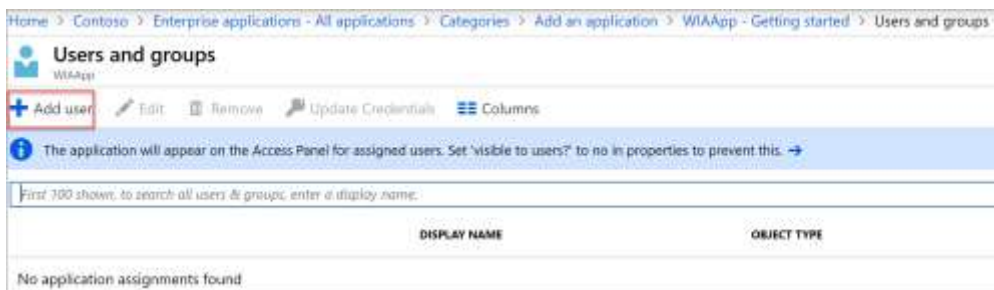 Home > Contoso > Enterprise applications - All applications > Categories > Add an application > WIAApp - Getting started > Users and groups
Users and groups
WIAApp
Add user Edit Remove Update Credentials Columns
The application will appear on the Access Panel for assigned users. Set 'visible to users?' to no in properties to prevent this. →
First 100 shown, to search all users & groups, enter a display name.
DISPLAY NAME OBJECT TYPE
No application assignments found